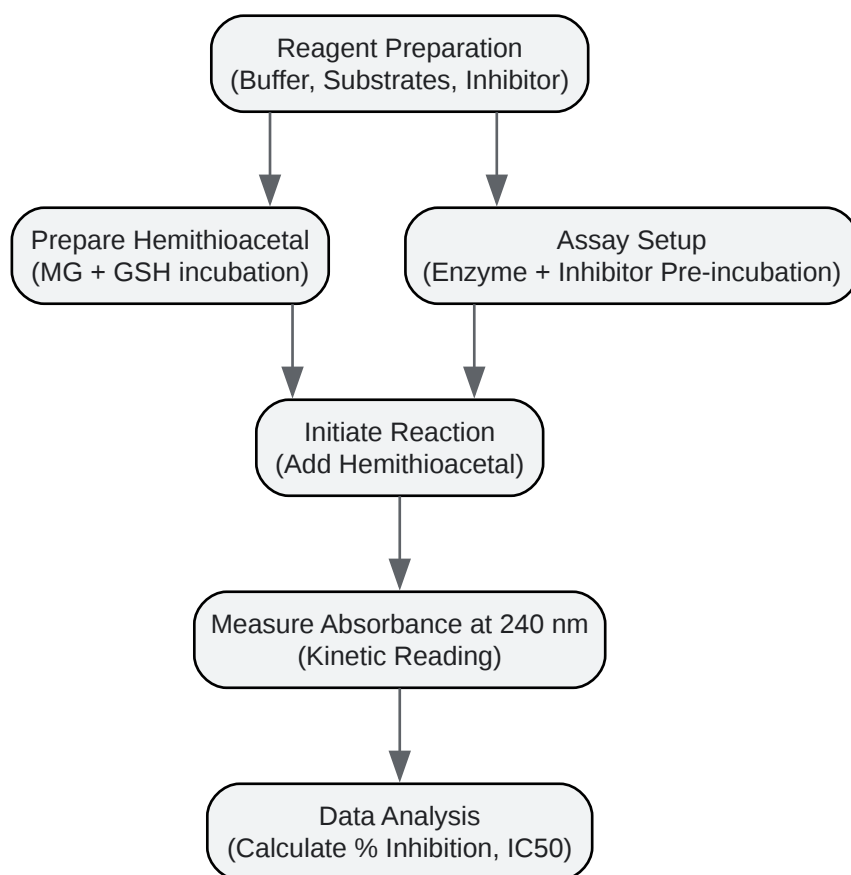 Reagent Preparation
(Buffer, Substrates, Inhibitor)
Prepare Hemithioacetal
(MG + GSH incubation)
Assay Setup
(Enzyme + Inhibitor Pre-incubation)
Initiate Reaction
(Add Hemithioacetal)
Measure Absorbance at 240 nm
(Kinetic Reading)
Data Analysis
(Calculate % Inhibition, IC50)